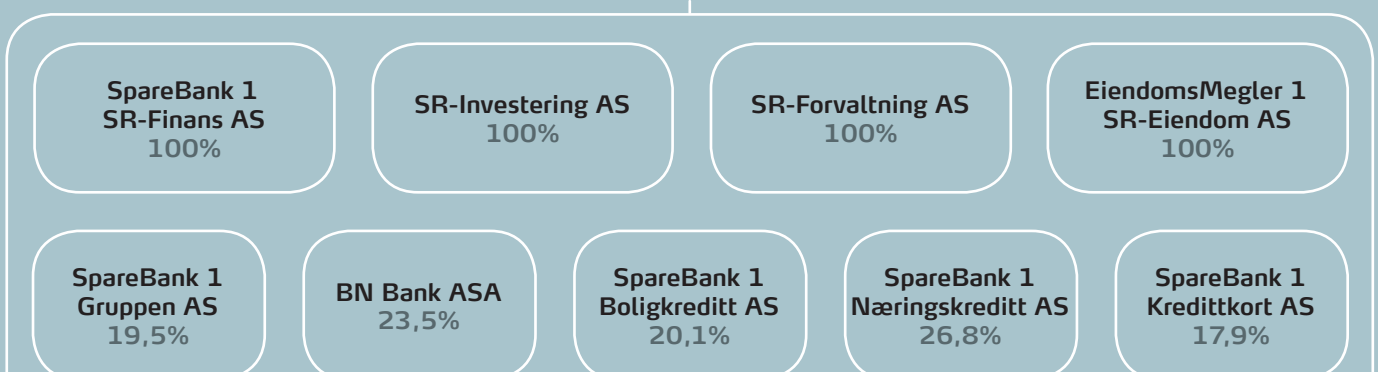 SpareBank 1
SR-Finans AS
100%
SR-Investering AS
100%
SR-Forvaltning AS
100%
EiendomsMegler 1
SR-Eiendom AS
100%
SpareBank 1
Gruppen AS
19,5%
BN Bank ASA
23,5%
SpareBank 1
Boligkreditt AS
20,1%
SpareBank 1
Næringskreditt AS
26,8%
SpareBank 1
Kredittkort AS
17,9%